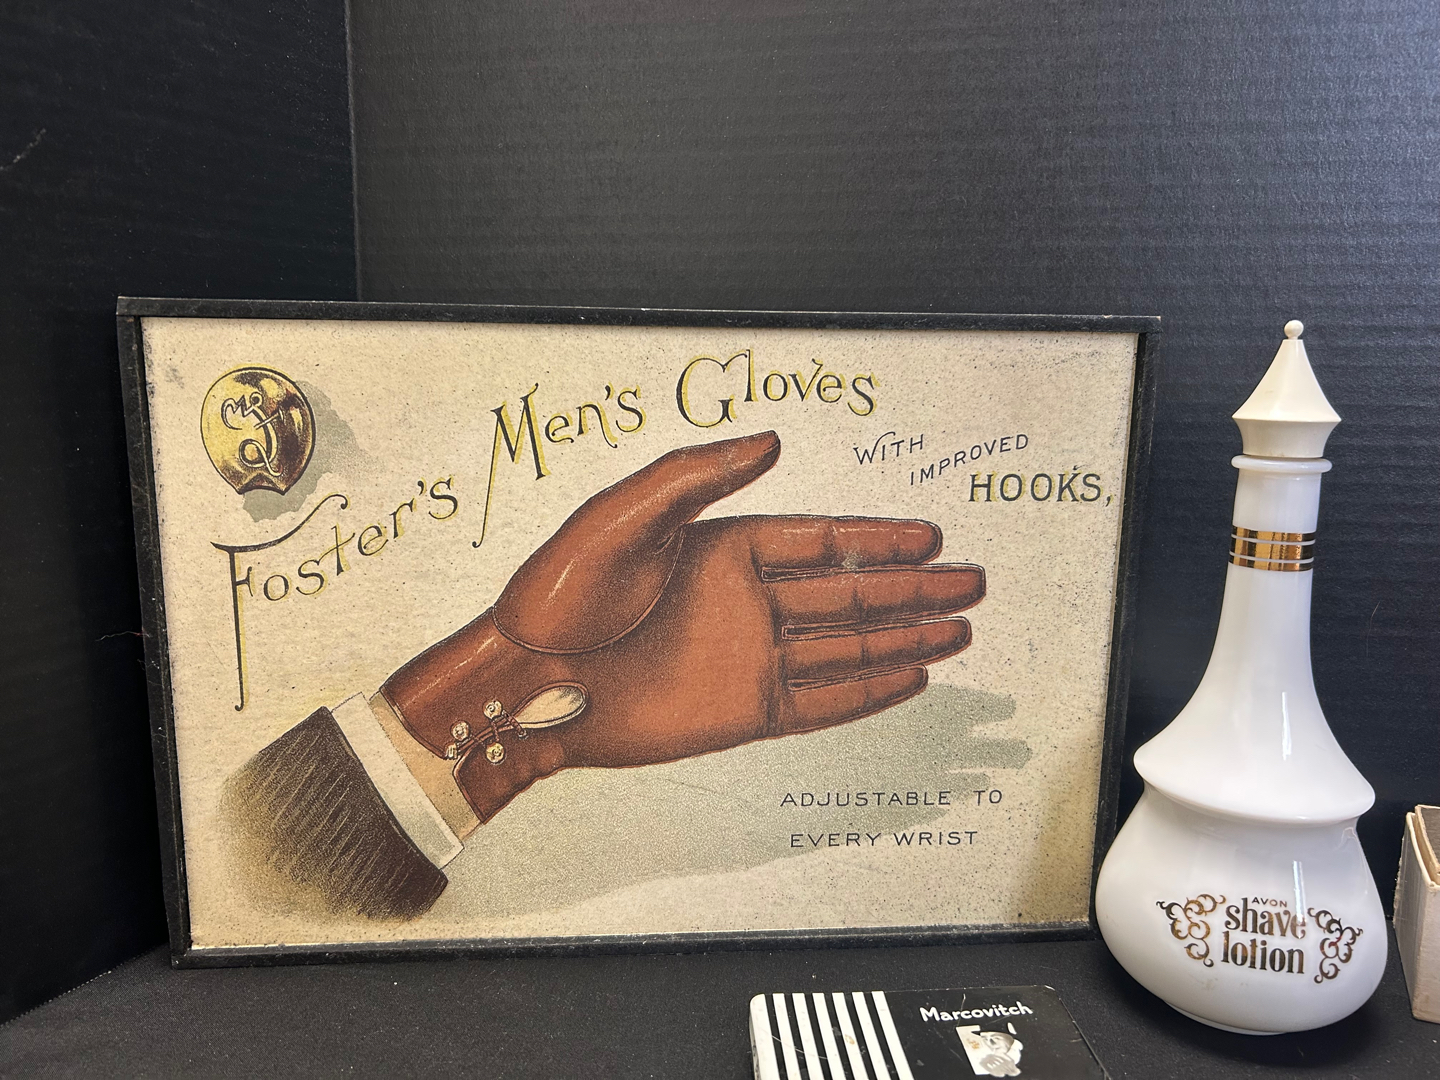 Foster's Men's Gloves
WITH
IMPROVED
HOOKS,
ADJUSTABLE TO
EVERY WRIST
AVON
shave
lotion
Marcovitch